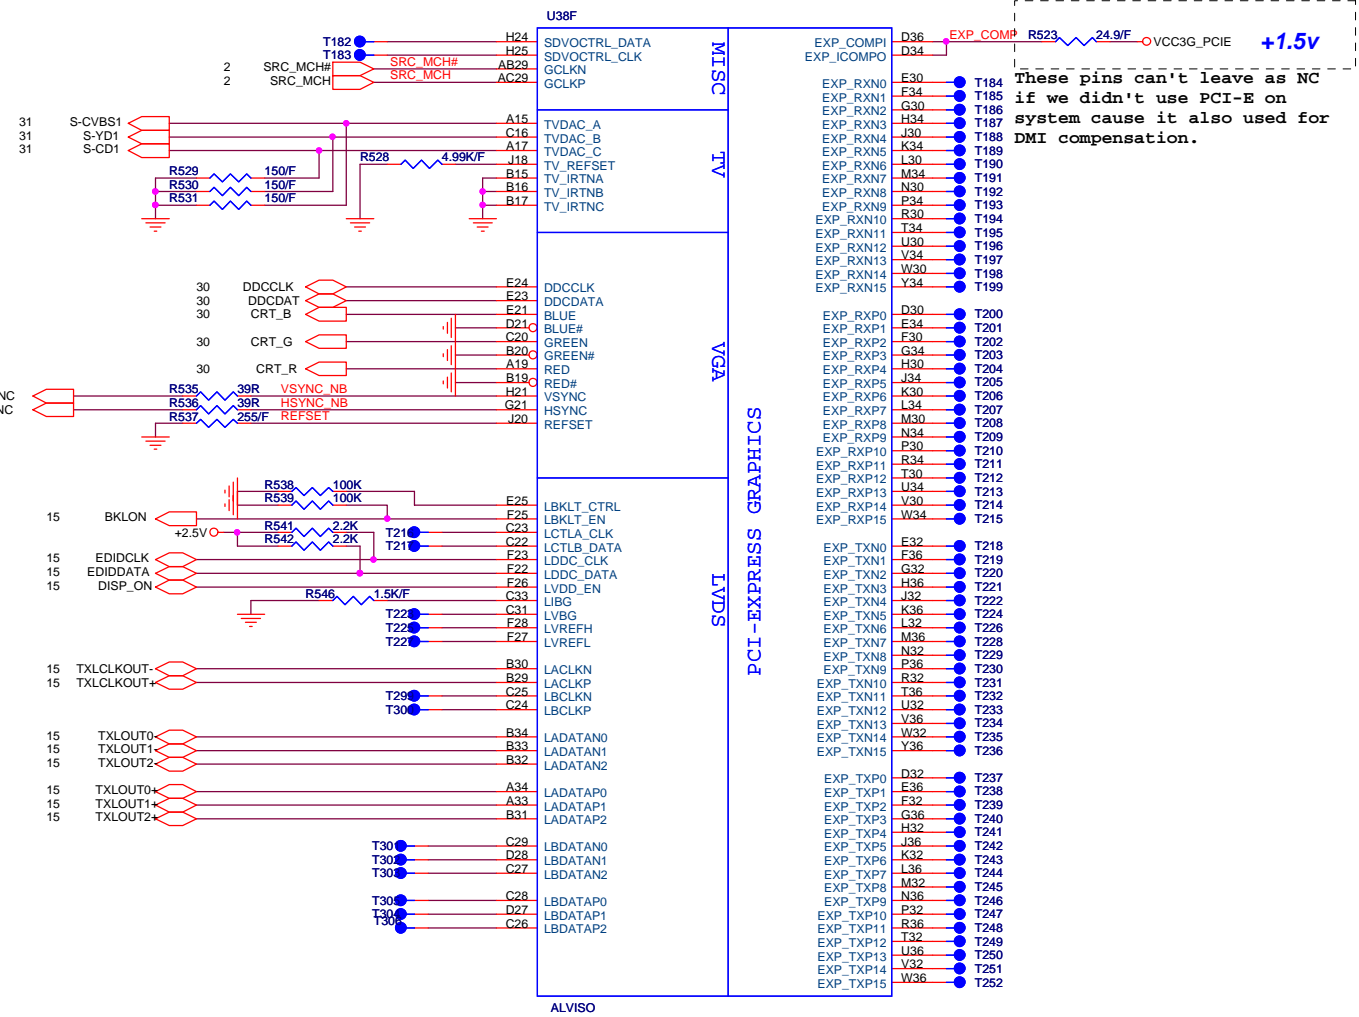 U38F
T182 H24 SDVOCTRL_DATA MISC EXP_COMPI D36 EXP_COMP R523 24.9/F VCC3G_PCIE +1.5v
T183 H25 SDVOCTRL_CLK EXP_ICOMPO D34
2 SRC_MCH# SRC_MCH# AB29 GCLKN
2 SRC_MCH SRC_MCH AC29 GCLKP
These pins can't leave as NC
if we didn't use PCI-E on
system cause it also used for
DMI compensation.
EXP_RXN0 E30 T184
EXP_RXN1 F34 T185
EXP_RXN2 G30 T186
EXP_RXN3 H34 T187
EXP_RXN4 J30 T188
EXP_RXN5 K34 T189
EXP_RXN6 L30 T190
EXP_RXN7 M34 T191
EXP_RXN8 N30 T192
EXP_RXN9 P34 T193
EXP_RXN10 R30 T194
EXP_RXN11 T34 T195
EXP_RXN12 U30 T196
EXP_RXN13 V34 T197
EXP_RXN14 W30 T198
EXP_RXN15 Y34 T199
31 S-CVBS1 A15 TVDAC_A
31 S-YD1 C16 TVDAC_B
31 S-CD1 A17 TVDAC_C
R528 4.99K/F J18 TV_REFSET
R529 150/F B15 TV_IRTNA
R530 150/F B16 TV_IRTNB
R531 150/F B17 TV_IRTNC
TV
30 DDCCLK E24 DDCCLK
30 DDCDAT E23 DDCDATA
30 CRT_B E21 BLUE
D21 BLUE#
30 CRT_G C20 GREEN
B20 GREEN#
30 CRT_R A19 RED
B19 RED#
NC R535 39R VSYNC_NB H21 VSYNC
NC R536 39R HSYNC_NB G21 HSYNC
R537 255/F REFSET J20 REFSET
VGA
PCI-EXPRESS GRAPHICS
EXP_RXP0 D30 T200
EXP_RXP1 E34 T201
EXP_RXP2 F30 T202
EXP_RXP3 G34 T203
EXP_RXP4 H30 T204
EXP_RXP5 J34 T205
EXP_RXP6 K30 T206
EXP_RXP7 L34 T207
EXP_RXP8 M30 T208
EXP_RXP9 N34 T209
EXP_RXP10 P30 T210
EXP_RXP11 R34 T211
EXP_RXP12 T30 T212
EXP_RXP13 U34 T213
EXP_RXP14 V30 T214
EXP_RXP15 W34 T215
R538 100K E25 LBKLT_CTRL
R539 100K
15 BKLON F25 LBKLT_EN
+2.5V R541 2.2K C23 LCTLA_CLK
R542 2.2K T217 C22 LCTLB_DATA
15 EDIDCLK F23 LDDC_CLK
15 EDIDDATA F22 LDDC_DATA
15 DISP_ON F26 LVDD_EN
R546 1.5K/F C33 LIBG
C31 LVBG
T225 F28 LVREFH
T227 F27 LVREFL
LVDS
15 TXLCLKOUT- B30 LACLKN
15 TXLCLKOUT+ B29 LACLKP
T299 C25 LBCLKN
C24 LBCLKP
15 TXLOUT0- B34 LADATAN0
15 TXLOUT1- B33 LADATAN1
15 TXLOUT2- B32 LADATAN2
15 TXLOUT0+ A34 LADATAP0
15 TXLOUT1+ A33 LADATAP1
15 TXLOUT2+ B31 LADATAP2
T301 C29 LBDATAN0
T302 D28 LBDATAN1
T303 C27 LBDATAN2
T305 C28 LBDATAP0
T304 D27 LBDATAP1
T306 C26 LBDATAP2
EXP_TXN0 E32 T218
EXP_TXN1 F36 T219
EXP_TXN2 G32 T220
EXP_TXN3 H36 T221
EXP_TXN4 J32 T222
EXP_TXN5 K36 T224
EXP_TXN6 L32 T226
EXP_TXN7 M36 T228
EXP_TXN8 N32 T229
EXP_TXN9 P36 T230
EXP_TXN10 R32 T231
EXP_TXN11 T36 T232
EXP_TXN12 U32 T233
EXP_TXN13 V36 T234
EXP_TXN14 W32 T235
EXP_TXN15 Y36 T236
EXP_TXP0 D32 T237
EXP_TXP1 E36 T238
EXP_TXP2 F32 T239
EXP_TXP3 G36 T240
EXP_TXP4 H32 T241
EXP_TXP5 J36 T242
EXP_TXP6 K32 T243
EXP_TXP7 L36 T244
EXP_TXP8 M32 T245
EXP_TXP9 N36 T246
EXP_TXP10 P32 T247
EXP_TXP11 R36 T248
EXP_TXP12 T32 T249
EXP_TXP13 U36 T250
EXP_TXP14 V32 T251
EXP_TXP15 W36 T252
ALVISO